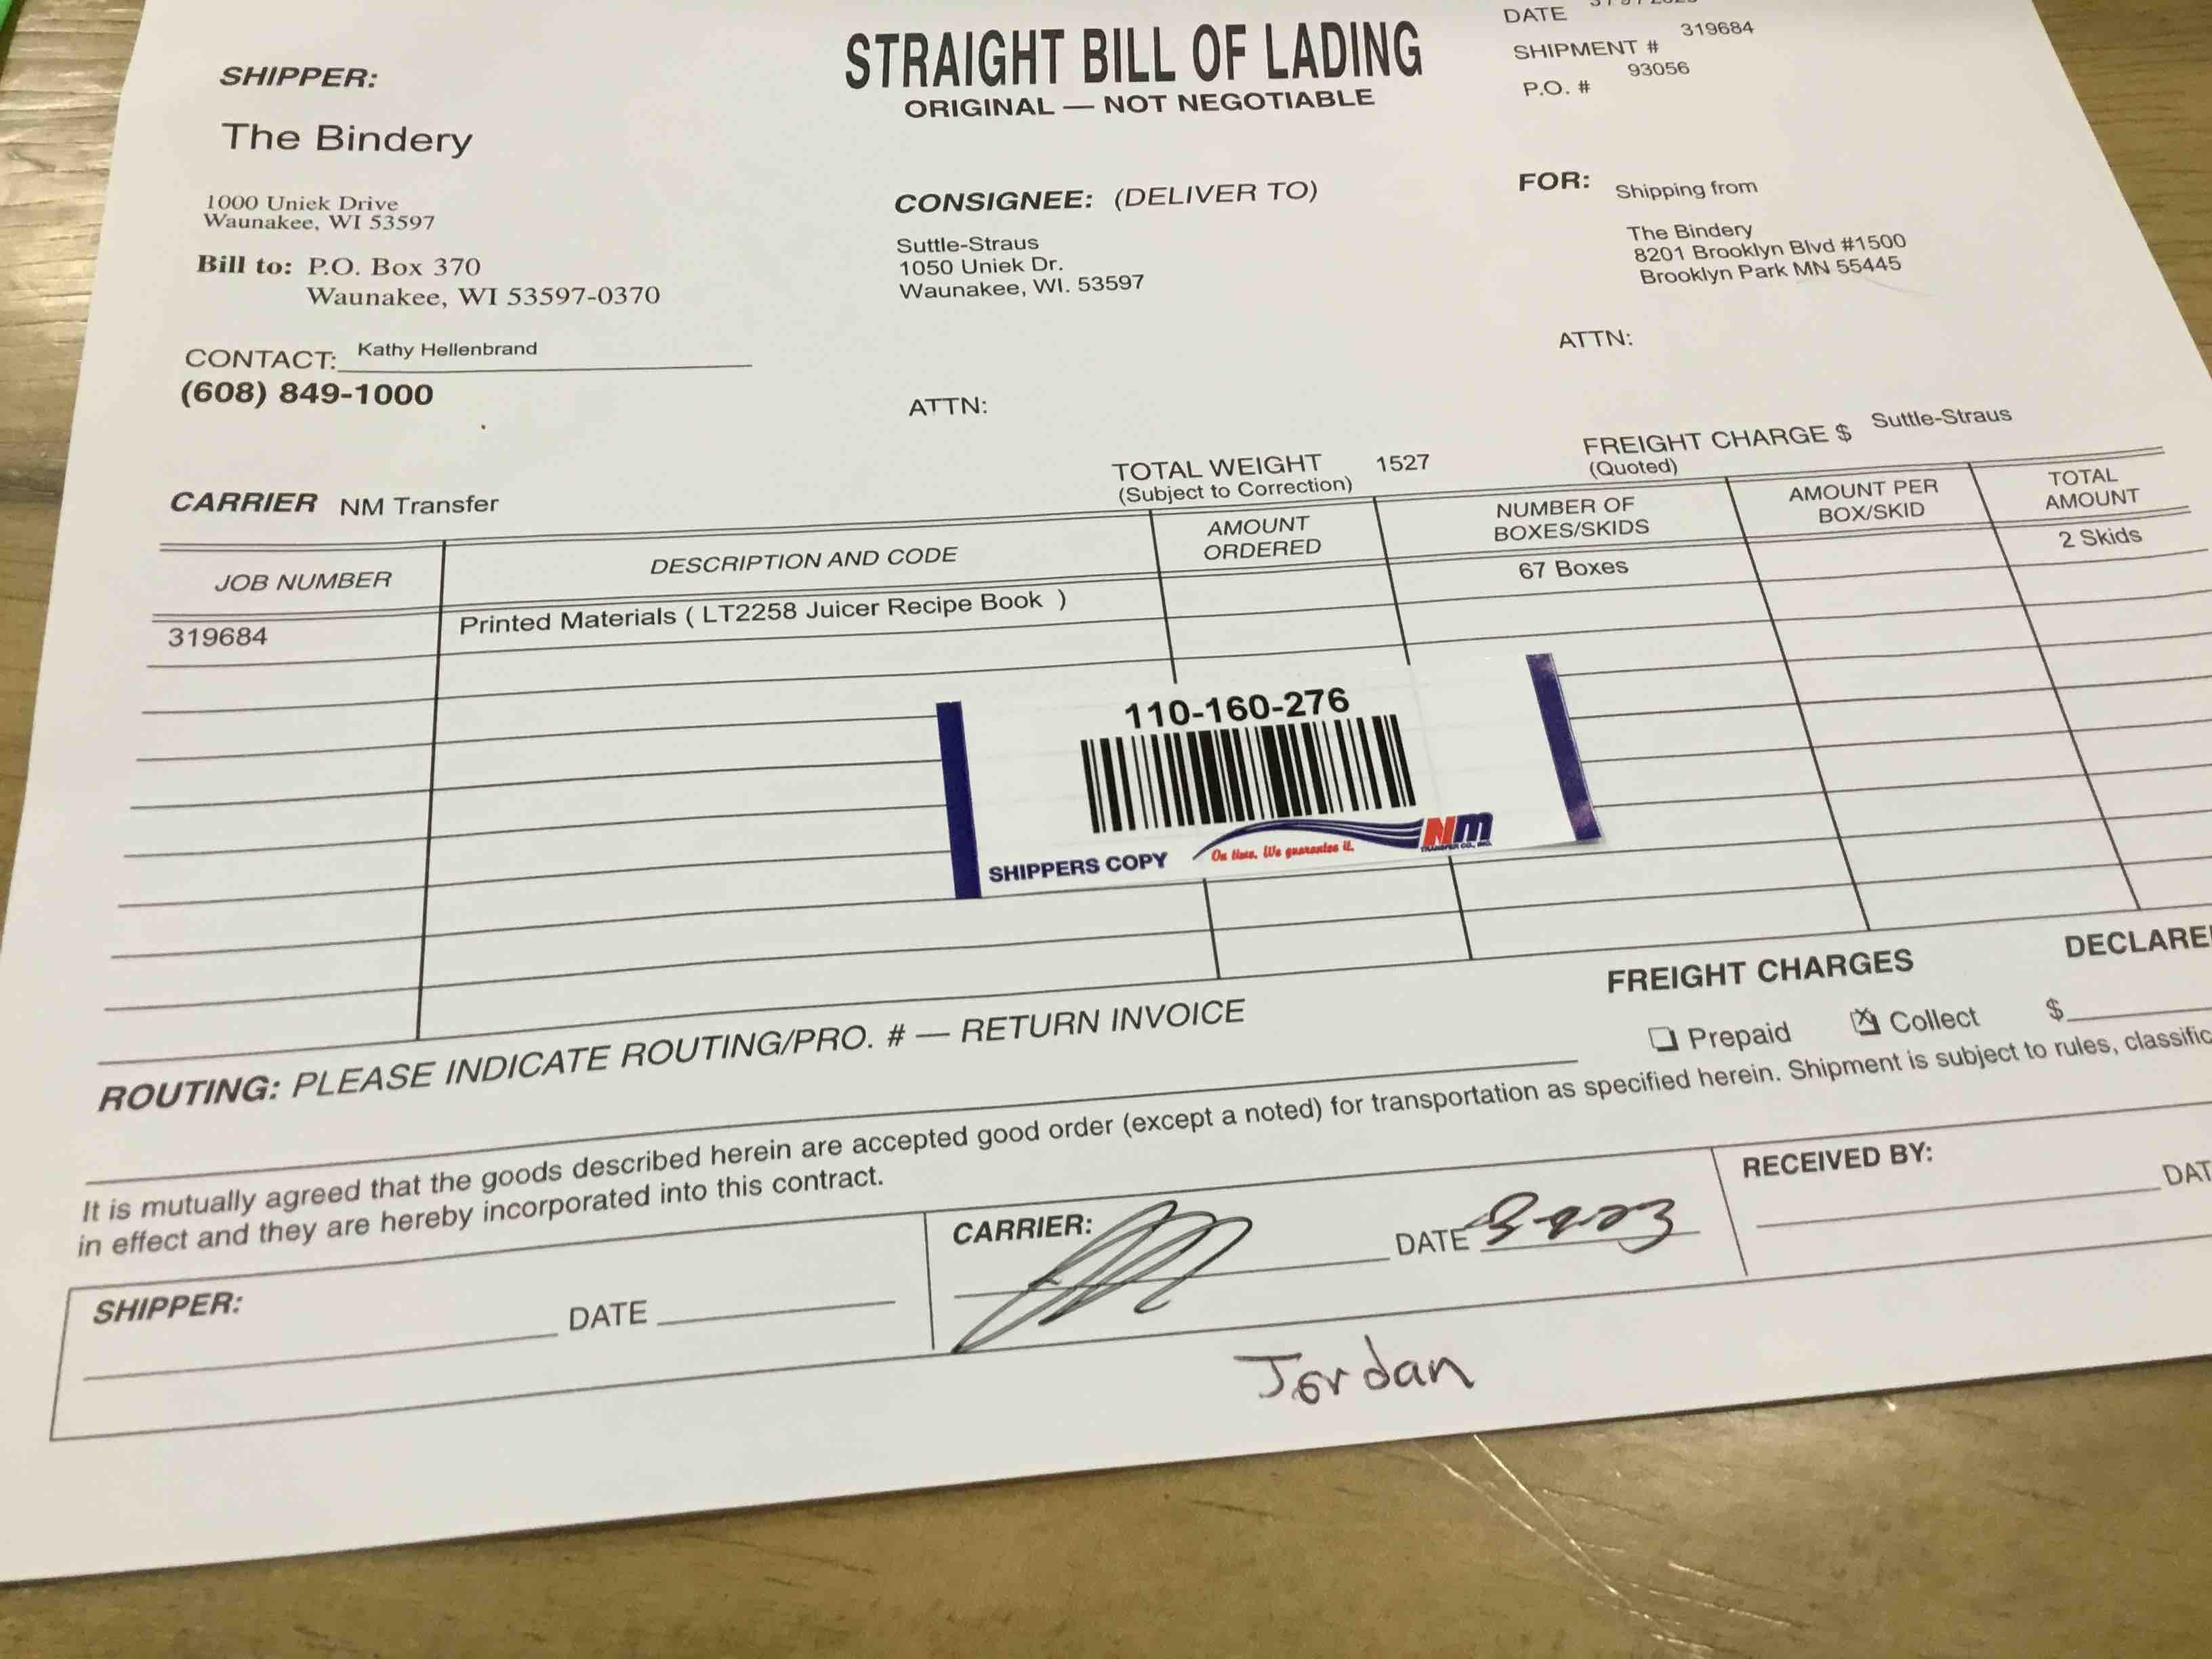 STRAIGHT BILL OF LADING
ORIGINAL — NOT NEGOTIABLE
DATE
SHIPMENT # 319684
P.O. # 93056
SHIPPER:
The Bindery
1000 Uniek Drive
Waunakee, WI 53597
Bill to: P.O. Box 370
Waunakee, WI 53597-0370
CONTACT: Kathy Hellenbrand
(608) 849-1000
CONSIGNEE: (DELIVER TO)
Suttle-Straus
1050 Uniek Dr.
Waunakee, WI. 53597
ATTN:
FOR: Shipping from
The Bindery
8201 Brooklyn Blvd #1500
Brooklyn Park MN 55445
ATTN:
CARRIER NM Transfer
TOTAL WEIGHT 1527
(Subject to Correction)
FREIGHT CHARGE $ Suttle-Straus
(Quoted)
JOB NUMBER
DESCRIPTION AND CODE
AMOUNT
ORDERED
NUMBER OF
BOXES/SKIDS
AMOUNT PER
BOX/SKID
TOTAL
AMOUNT
319684 Printed Materials ( LT2258 Juicer Recipe Book ) 67 Boxes 2 Skids
110-160-276
SHIPPERS COPY
On time. We guarantee it.
NM
TRANSFER CO., INC.
FREIGHT CHARGES
DECLARE
Prepaid Collect $
ROUTING: PLEASE INDICATE ROUTING/PRO. # — RETURN INVOICE
It is mutually agreed that the goods described herein are accepted good order (except a noted) for transportation as specified herein. Shipment is subject to rules, classific
in effect and they are hereby incorporated into this contract.
SHIPPER:
DATE
CARRIER:
DATE
RECEIVED BY:
DAT
Jordan